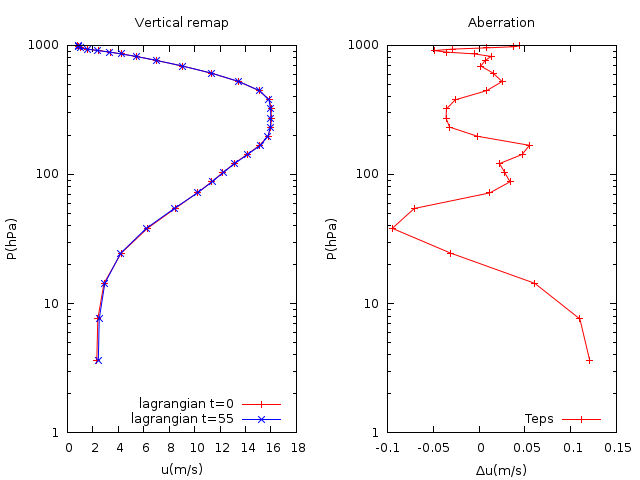 Vertical remap
1000
100
10
1
P(hPa)
lagrangian t=0
lagrangian t=55
0 2 4 6 8 10 12 14 16 18
u(m/s)
Aberration
1000
100
10
1
P(hPa)
Teps
-0.1 -0.05 0 0.05 0.1 0.15
Δu(m/s)